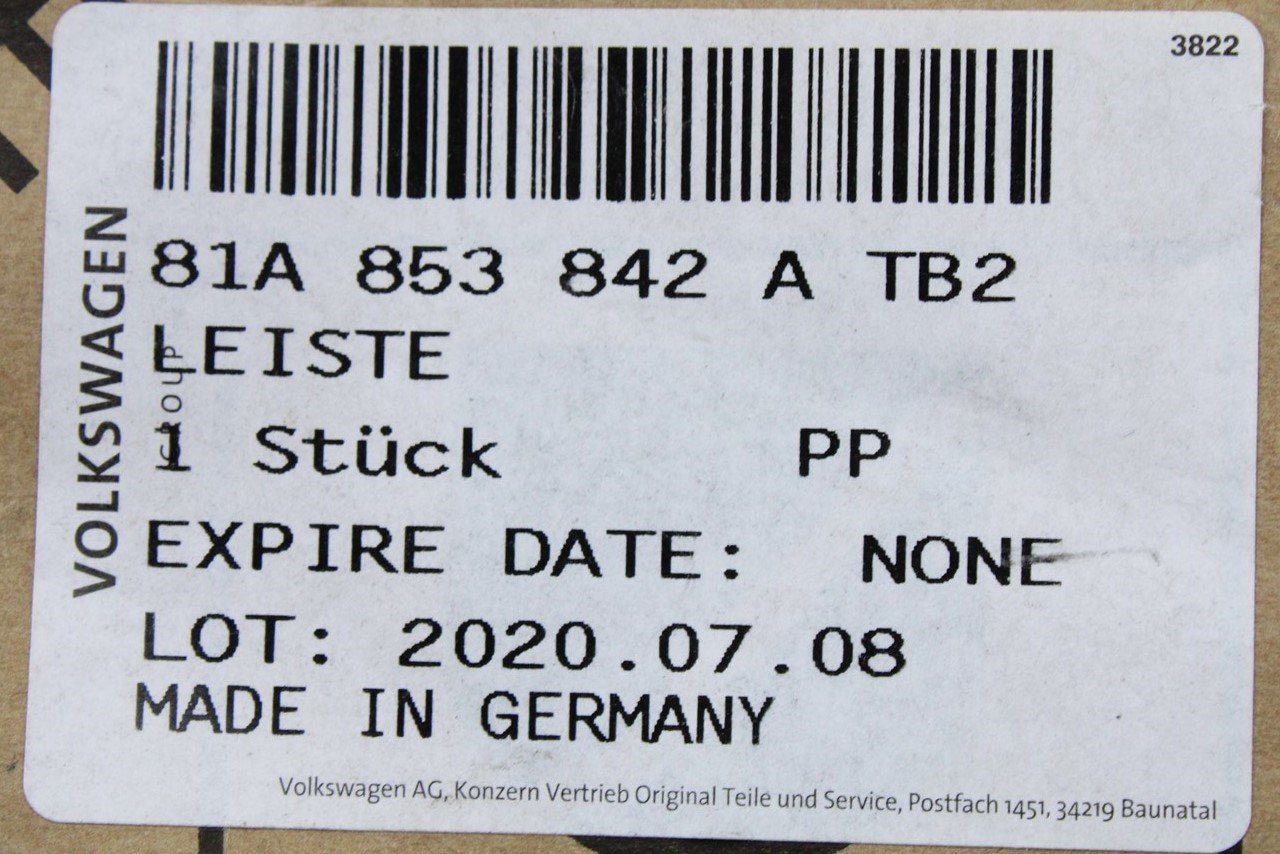 3822
81A 853 842 A TB2
LEISTE
1 Stück PP
EXPIRE DATE: NONE
LOT: 2020.07.08
MADE IN GERMANY
VOLKSWAGEN
GROUP
Volkswagen AG, Konzern Vertrieb Original Teile und Service, Postfach 1451, 34219 Baunatal